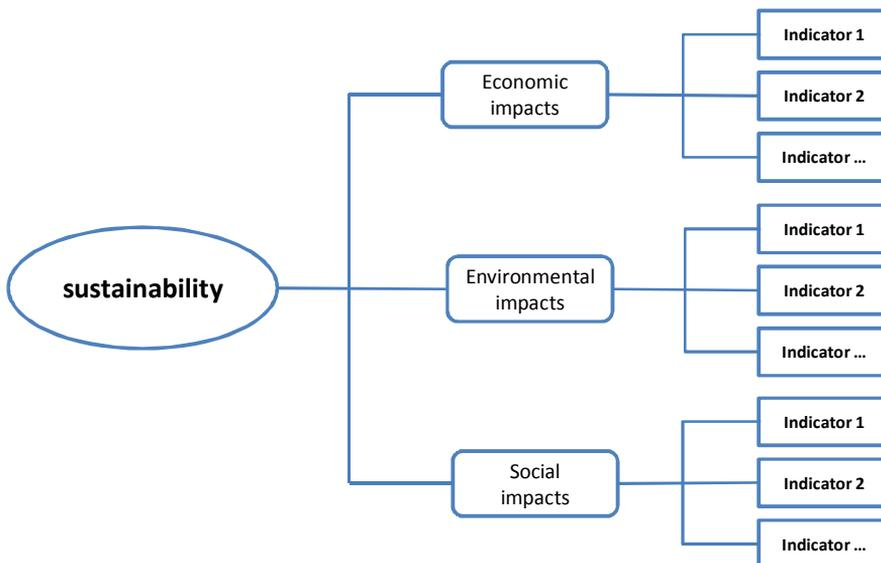 sustainability
Economic
impacts
Indicator 1
Indicator 2
Indicator ...
Environmental
impacts
Indicator 1
Indicator 2
Indicator ...
Social
impacts
Indicator 1
Indicator 2
Indicator ...